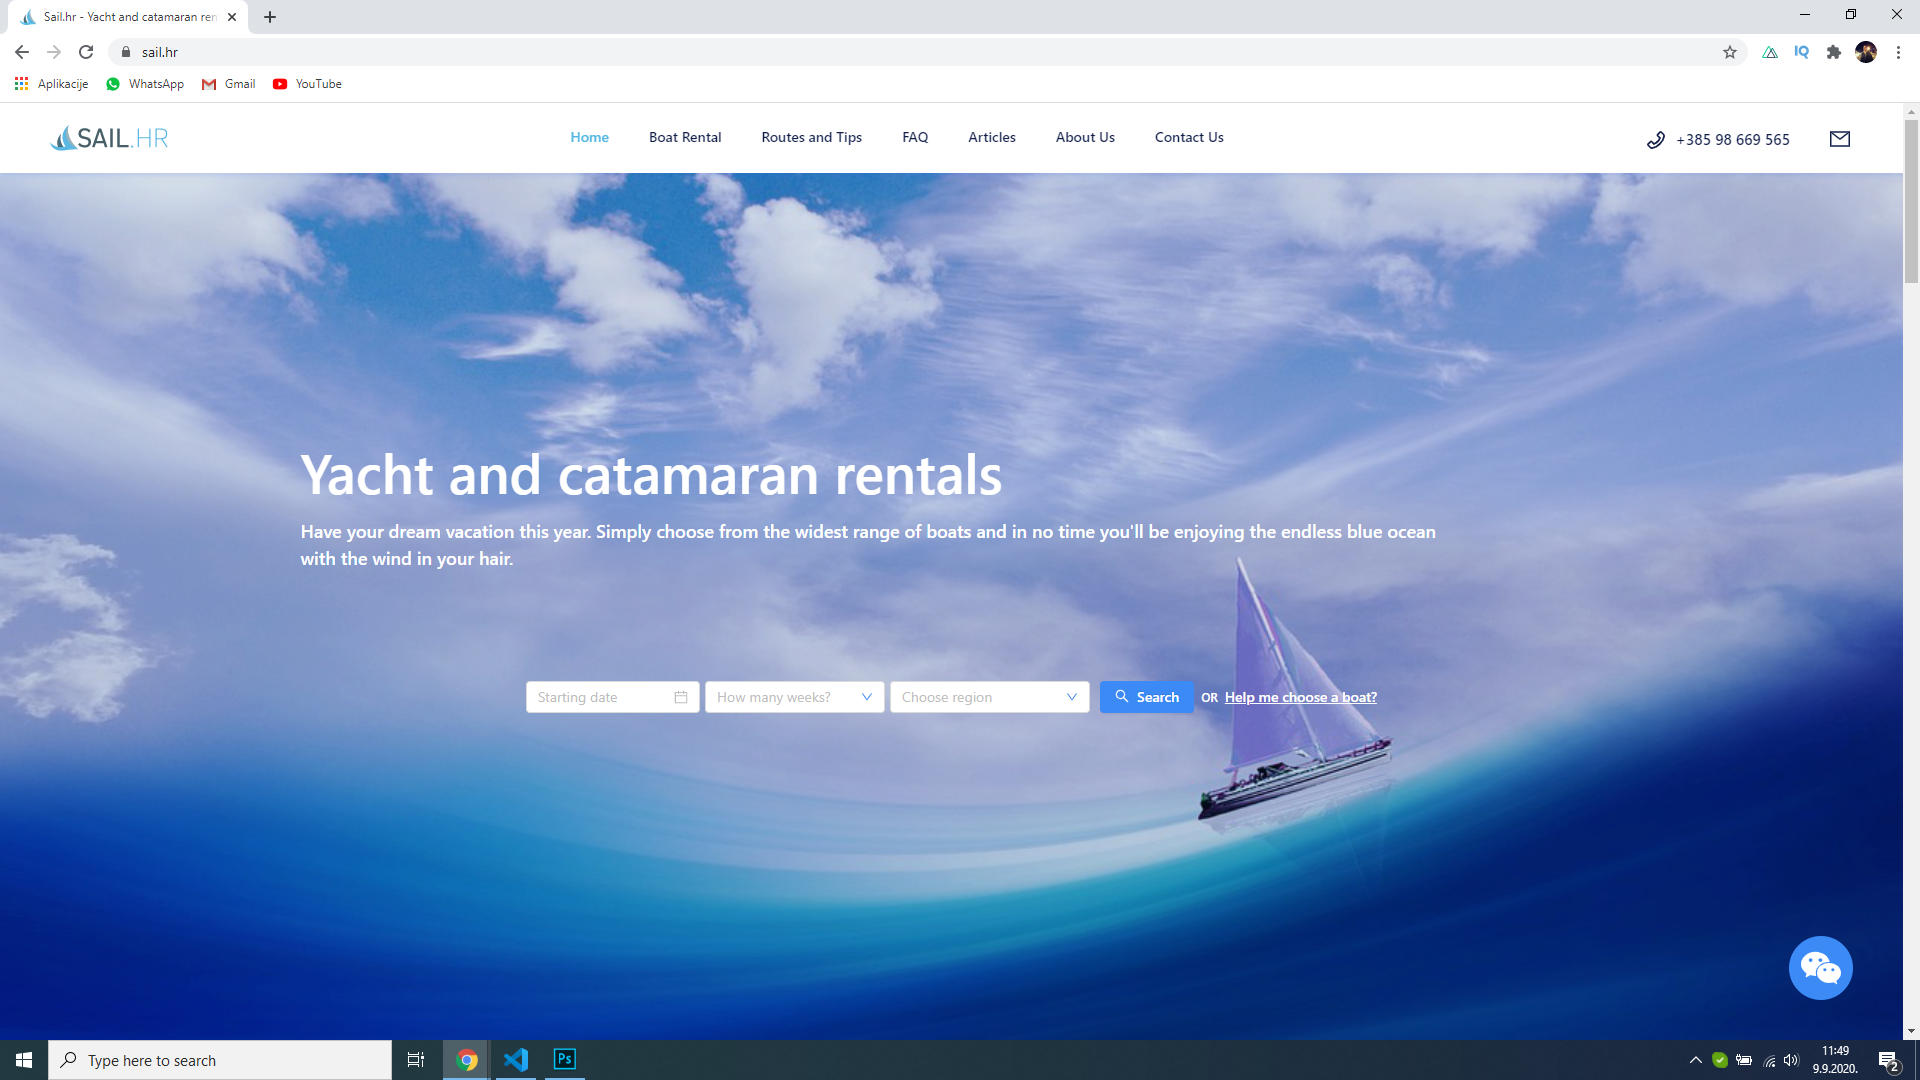 Sail.hr - Yacht and catamaran ren
sail.hr
IQ
Aplikacije WhatsApp Gmail YouTube
SAIL.HR
Home Boat Rental Routes and Tips FAQ Articles About Us Contact Us
+385 98 669 565
Yacht and catamaran rentals
Have your dream vacation this year. Simply choose from the widest range of boats and in no time you'll be enjoying the endless blue ocean
with the wind in your hair.
Starting date How many weeks? Choose region Search OR Help me choose a boat?
Type here to search
Ps
11:49
9.9.2020.
2